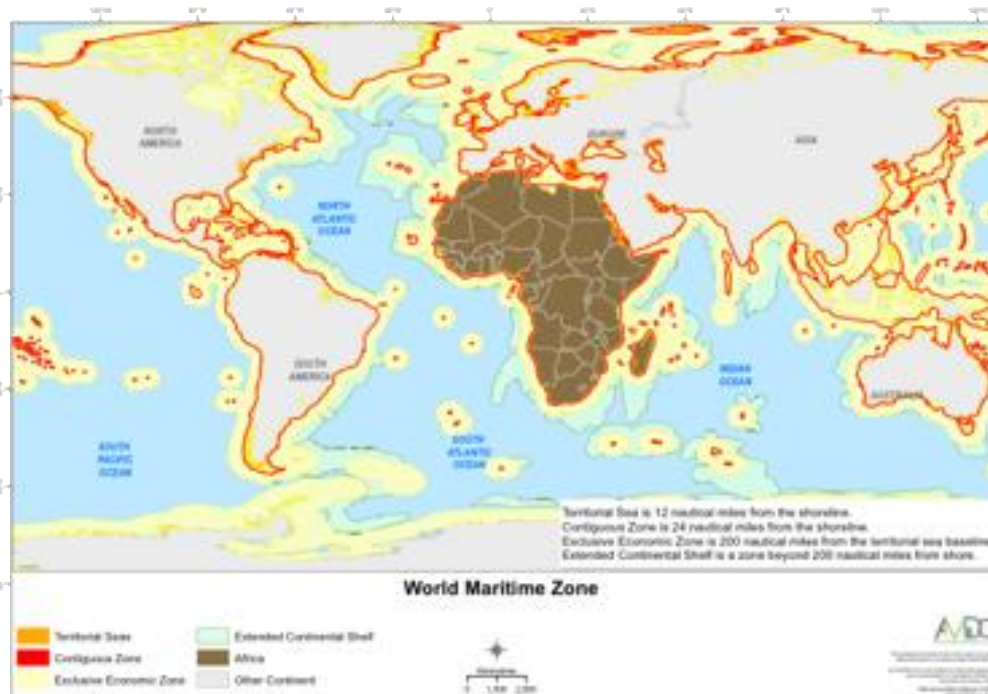 NORTH
AMERICA
EUROPE
ASIA
NORTH
ATLANTIC
OCEAN
SOUTH
AMERICA
INDIAN
OCEAN
AUSTRALIA
SOUTH
PACIFIC
OCEAN
SOUTH
ATLANTIC
OCEAN
Territorial Sea is 12 nautical miles from the shoreline.
Contiguous Zone is 24 nautical miles from the shoreline.
Exclusive Economic Zone is 200 nautical miles from the territorial sea baseline
Extended Continental Shelf is a zone beyond 200 nautical miles from shore.
World Maritime Zone
Territorial Seas
Contiguous Zone
Exclusive Economic Zone
Extended Continental Shelf
Africa
Other Continent